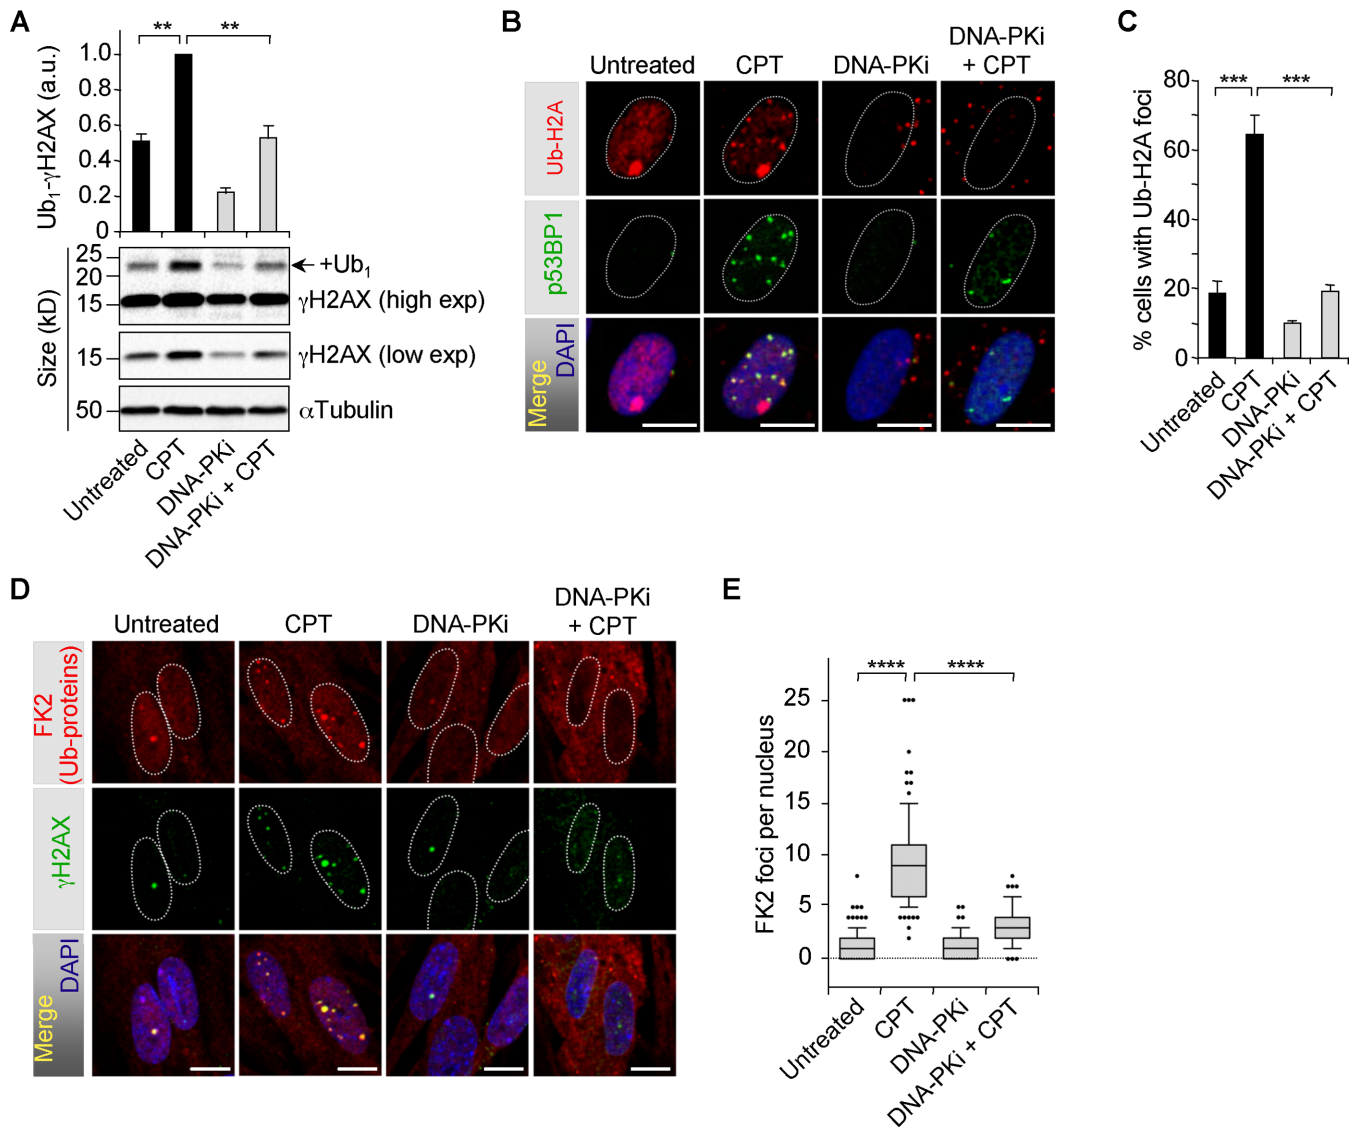 A
** **
Ub1-γH2AX (a.u.)
1.0
0.8
0.6
0.4
0.2
0
Size (kD)
25
20
15
+Ub1
γH2AX (high exp)
15
γH2AX (low exp)
50
αTubulin
Untreated
CPT
DNA-PKi
DNA-PKi + CPT
B
Untreated
CPT
DNA-PKi
DNA-PKi
+ CPT
Ub-H2A
p53BP1
Merge
DAPI
C
*** ***
% cells with Ub-H2A foci
80
60
40
20
0
Untreated
CPT
DNA-PKi
DNA-PKi + CPT
D
Untreated
CPT
DNA-PKi
DNA-PKi
+ CPT
FK2
(Ub-proteins)
γH2AX
Merge
DAPI
E
**** ****
FK2 foci per nucleus
25
20
15
10
5
0
Untreated
CPT
DNA-PKi
DNA-PKi + CPT